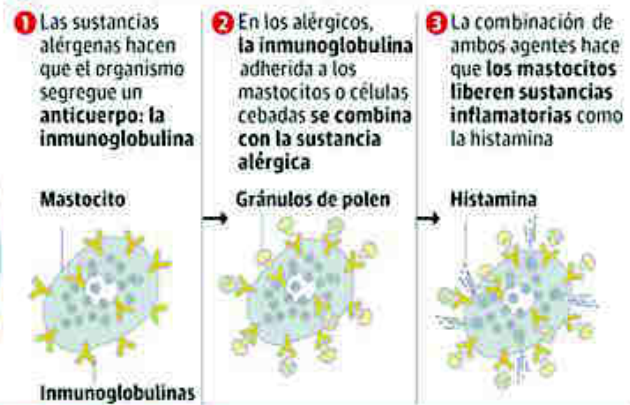 1 Las sustancias
alérgenas hacen
que el organismo
segregue un
anticuerpo: la
inmunoglobulina
Mastocito
Inmunoglobulinas
2 En los alérgicos,
la inmunoglobulina
adherida a los
mastocitos o células
cebadas se combina
con la sustancia
alérgica
Gránulos de polen
3 La combinación de
ambos agentes hace
que los mastocitos
liberen sustancias
inflamatorias como
la histamina
Histamina